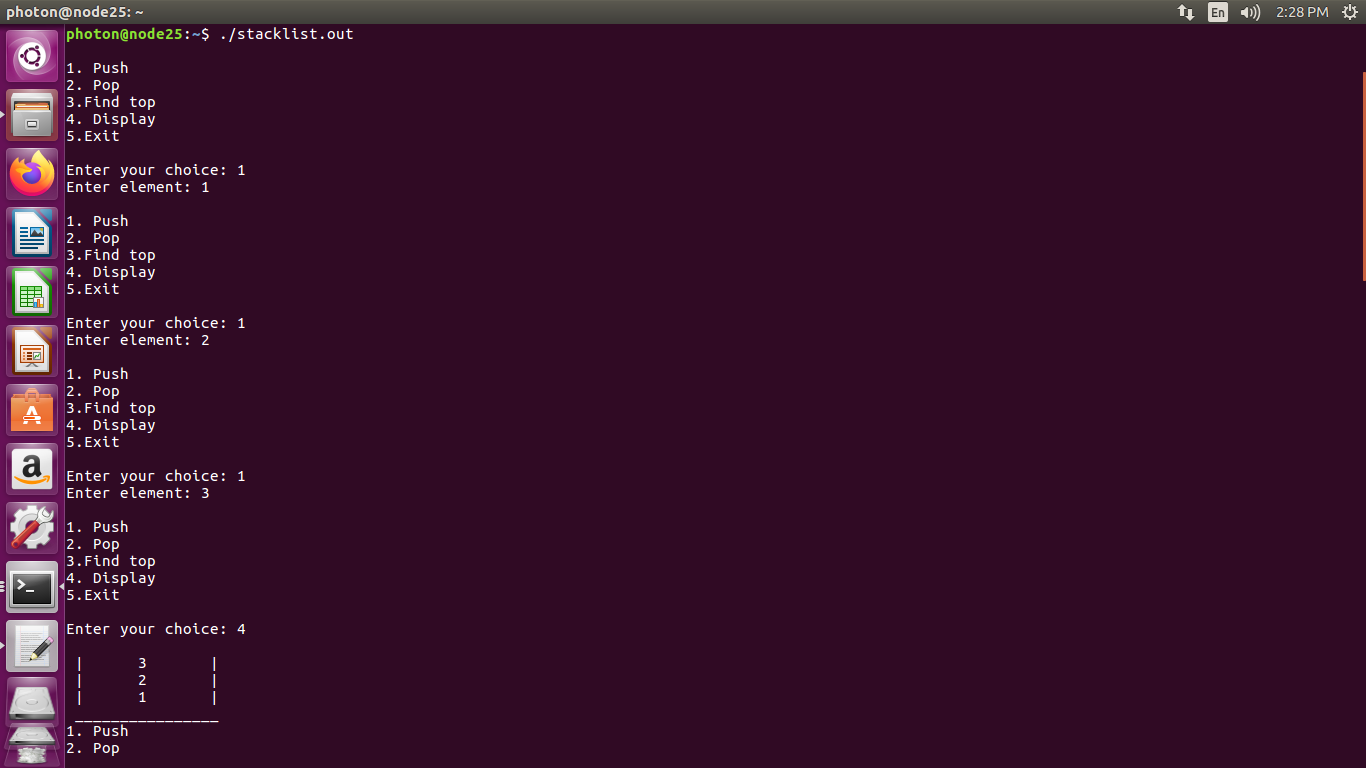 photon@node25: ~
En
2:28 PM
photon@node25:~$ ./stacklist.out
1. Push
2. Pop
3.Find top
4. Display
5.Exit
Enter your choice: 1
Enter element: 1
1. Push
2. Pop
3.Find top
4. Display
5.Exit
Enter your choice: 1
Enter element: 2
1. Push
2. Pop
3.Find top
4. Display
5.Exit
Enter your choice: 1
Enter element: 3
1. Push
2. Pop
3.Find top
4. Display
5.Exit
Enter your choice: 4
| 3 |
| 2 |
| 1 |
________________
1. Push
2. Pop